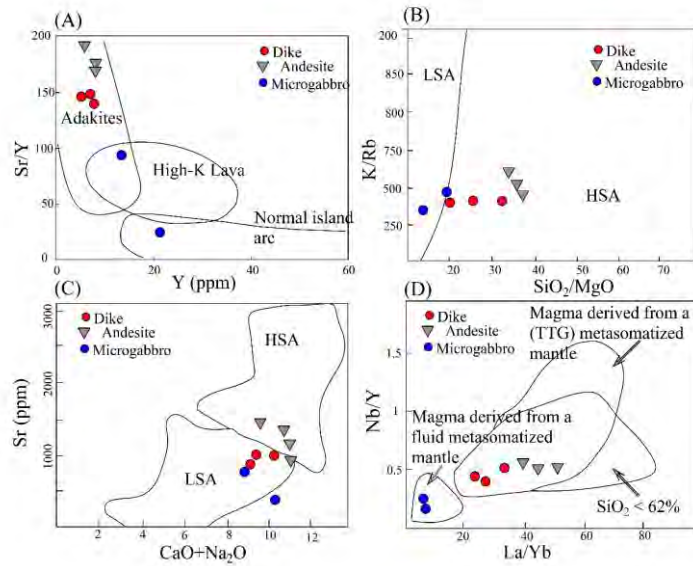 (A)
200
150
100
50
0
Sr/Y
Dike
Andesite
Microgabbro
Adakites
High-K Lava
Normal island
arc
0
20
40
60
Y (ppm)
(B)
200
850
200
750
500
250
K/Rb
LSA
Dike
Andesite
Microgabbro
HSA
20
30
40
50
60
70
SiO2/MgO
(C)
3000
2000
1000
Sr (ppm)
Dike
Andesite
Microgabbro
HSA
LSA
2
4
6
8
10
12
CaO+Na2O
(D)
1.5
1
0.5
Nb/Y
Dike
Andesite
Microgabbro
Magma derived from a
(TTG) metasomatized
mantle
Magma
derived from a
fluid metasomatized
mantle
SiO2 < 62%
20
40
60
80
La/Yb